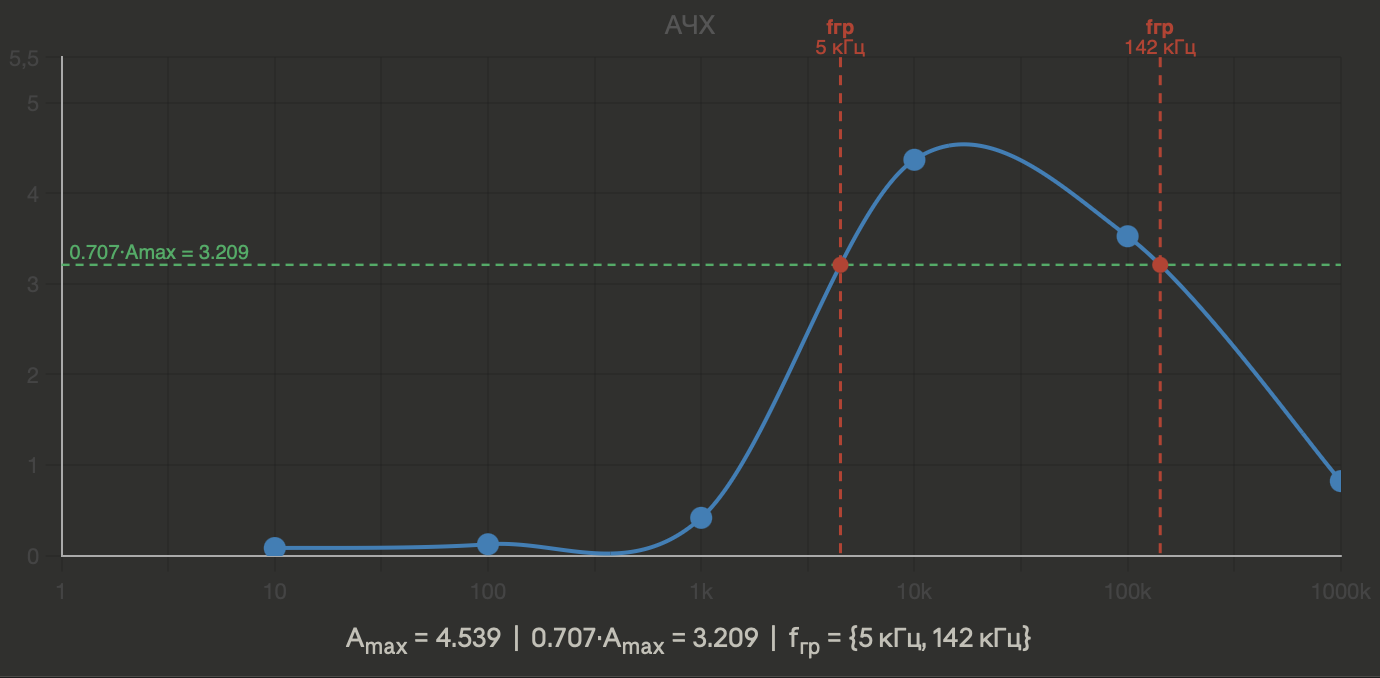 АЧХ
fгр
5 кГц
fгр
142 кГц
5,5
5
4
0.707·Amax = 3.209
3
2
1
0
1 10 100 1k 10k 100k 1000k
Amax = 4.539 | 0.707·Amax = 3.209 | fгр = {5 кГц, 142 кГц}